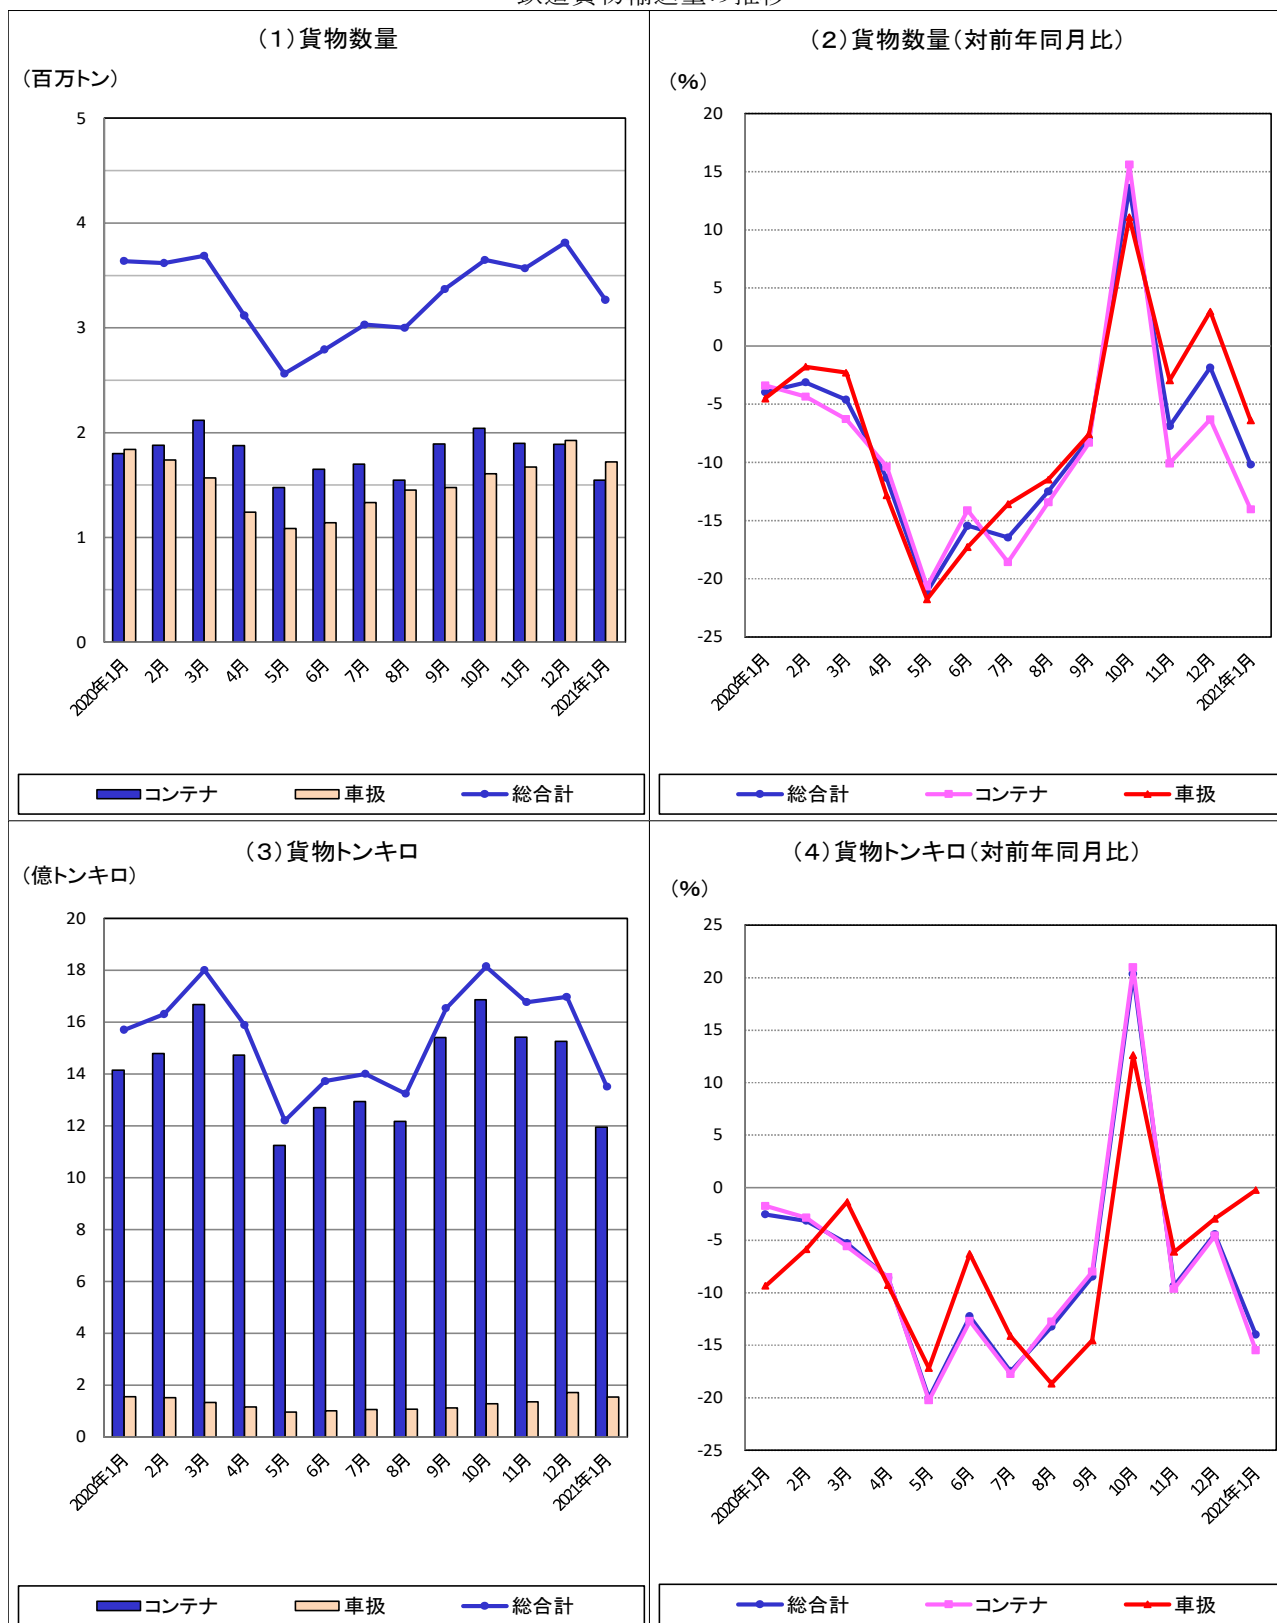 鉄道貨物輸送量の推移
(1)貨物数量
(百万トン)
5
4
3
2
1
0
2020年1月
2月
3月
4月
5月
6月
7月
8月
9月
10月
11月
12月
2021年1月
コンテナ
車扱
総合計
(2)貨物数量(対前年同月比)
(%)
20
15
10
5
0
-5
-10
-15
-20
-25
2020年1月
2月
3月
4月
5月
6月
7月
8月
9月
10月
11月
12月
2021年1月
総合計
コンテナ
車扱
(3)貨物トンキロ
(億トンキロ)
20
18
16
14
12
10
8
6
4
2
0
2020年1月
2月
3月
4月
5月
6月
7月
8月
9月
10月
11月
12月
2021年1月
コンテナ
車扱
総合計
(4)貨物トンキロ(対前年同月比)
(%)
25
20
15
10
5
0
-5
-10
-15
-20
-25
2020年1月
2月
3月
4月
5月
6月
7月
8月
9月
10月
11月
12月
2021年1月
総合計
コンテナ
車扱